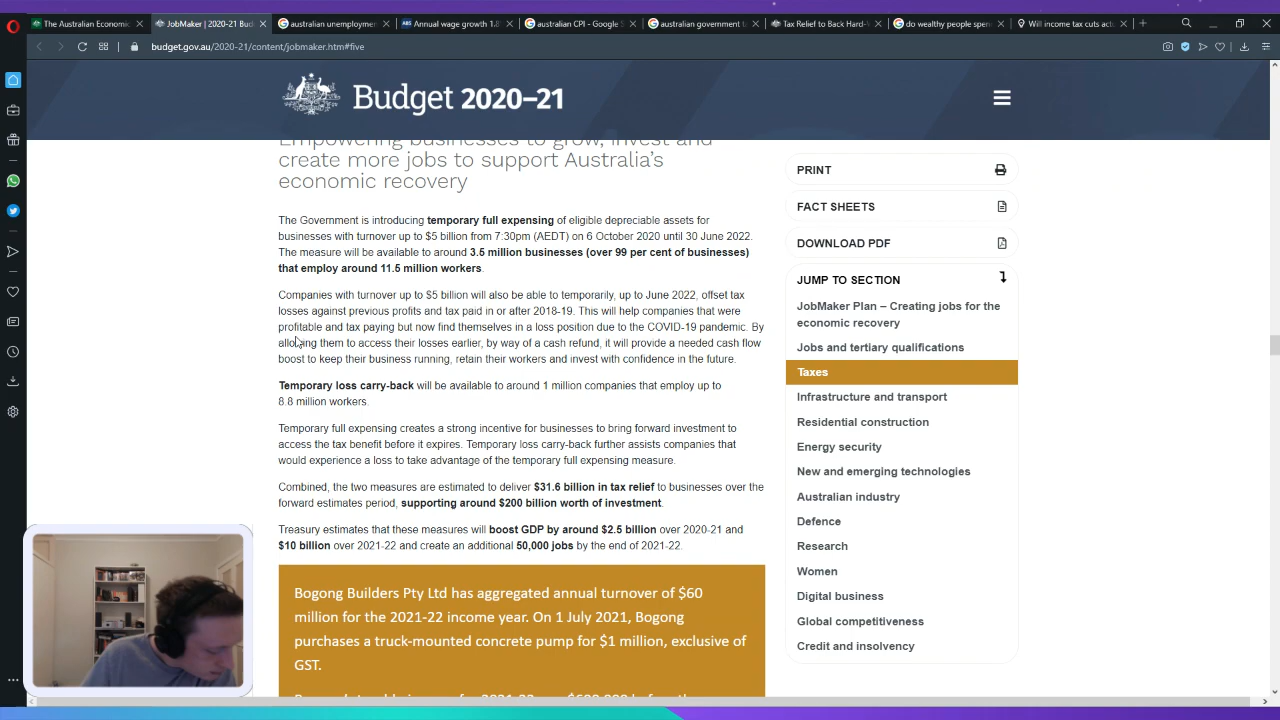 The Australian Economic
JobMaker | 2020-21 Bud
australian unemploymen
Annual wage growth 1.8
australian CPI - Google S
australian government t
Tax Relief to Back Hard-
do wealthy people spen
Will income tax cuts actu
budget.gov.au/2020-21/content/jobmaker.htm#five
Budget 2020–21
Empowering businesses to grow, invest and
create more jobs to support Australia's
economic recovery
The Government is introducing temporary full expensing of eligible depreciable assets for
businesses with turnover up to $5 billion from 7:30pm (AEDT) on 6 October 2020 until 30 June 2022.
The measure will be available to around 3.5 million businesses (over 99 per cent of businesses)
that employ around 11.5 million workers.
Companies with turnover up to $5 billion will also be able to temporarily, up to June 2022, offset tax
losses against previous profits and tax paid in or after 2018-19. This will help companies that were
profitable and tax paying but now find themselves in a loss position due to the COVID-19 pandemic. By
allowing them to access their losses earlier, by way of a cash refund, it will provide a needed cash flow
boost to keep their business running, retain their workers and invest with confidence in the future.
Temporary loss carry-back will be available to around 1 million companies that employ up to
8.8 million workers.
Temporary full expensing creates a strong incentive for businesses to bring forward investment to
access the tax benefit before it expires. Temporary loss carry-back further assists companies that
would experience a loss to take advantage of the temporary full expensing measure.
Combined, the two measures are estimated to deliver $31.6 billion in tax relief to businesses over the
forward estimates period, supporting around $200 billion worth of investment.
Treasury estimates that these measures will boost GDP by around $2.5 billion over 2020-21 and
$10 billion over 2021-22 and create an additional 50,000 jobs by the end of 2021-22.
Bogong Builders Pty Ltd has aggregated annual turnover of $60
million for the 2021-22 income year. On 1 July 2021, Bogong
purchases a truck-mounted concrete pump for $1 million, exclusive of
GST.
PRINT
FACT SHEETS
DOWNLOAD PDF
JUMP TO SECTION
JobMaker Plan – Creating jobs for the
economic recovery
Jobs and tertiary qualifications
Taxes
Infrastructure and transport
Residential construction
Energy security
New and emerging technologies
Australian industry
Defence
Research
Women
Digital business
Global competitiveness
Credit and insolvency